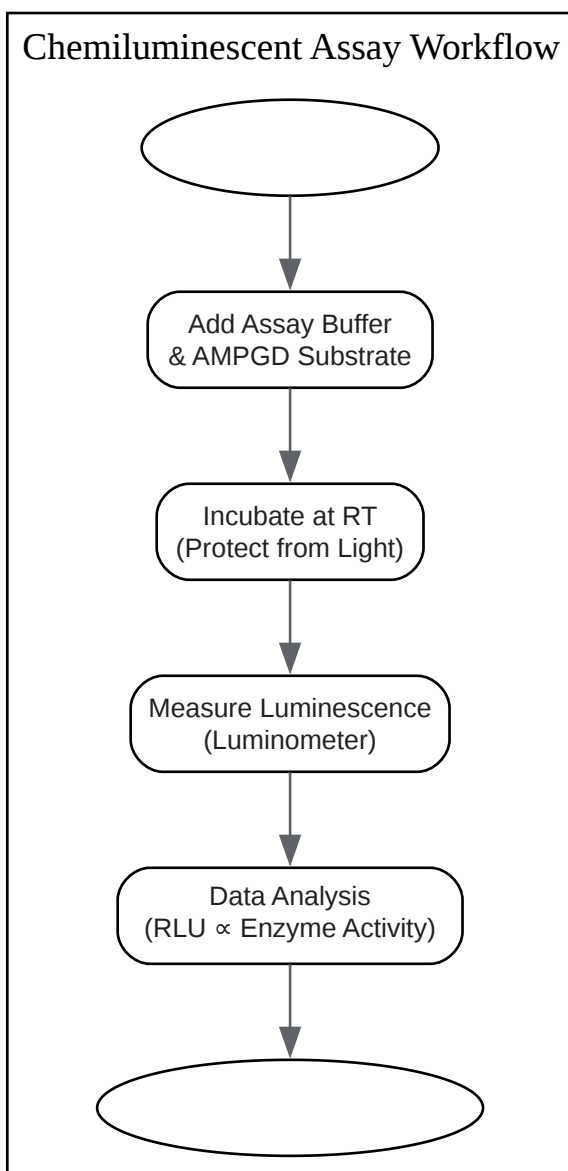 Chemiluminescent Assay Workflow
Add Assay Buffer
& AMPGD Substrate
Incubate at RT
(Protect from Light)
Measure Luminescence
(Luminometer)
Data Analysis
(RLU ∝ Enzyme Activity)